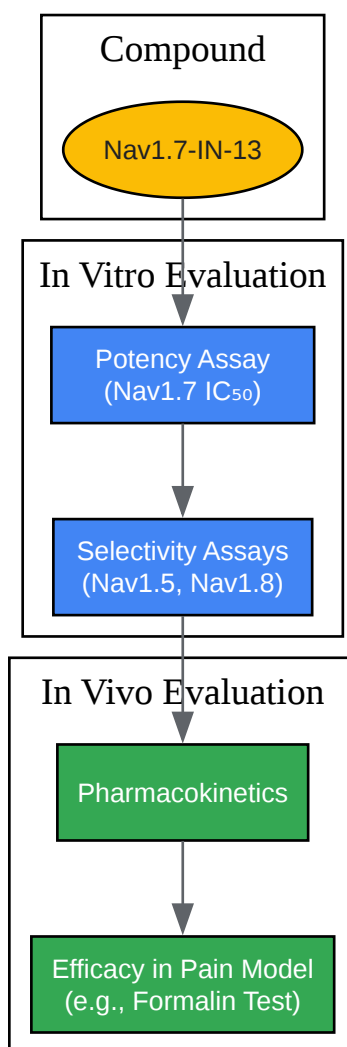 Compound
Nav1.7-IN-13
In Vitro Evaluation
Potency Assay
(Nav1.7 IC₅₀)
Selectivity Assays
(Nav1.5, Nav1.8)
In Vivo Evaluation
Pharmacokinetics
Efficacy in Pain Model
(e.g., Formalin Test)